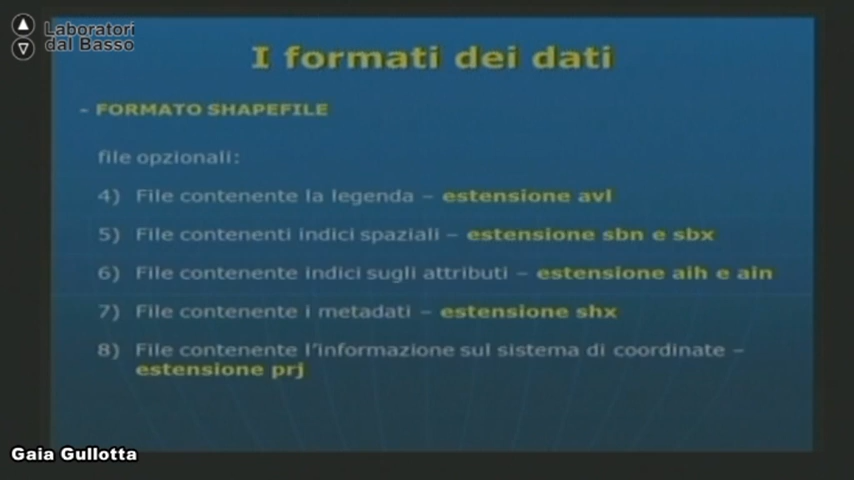 Laboratori
dal Basso
I formati dei dati
- FORMATO SHAPEFILE
file opzionali:
4) File contenente la legenda – estensione avl
5) File contenenti indici spaziali – estensione sbn e sbx
6) File contenente indici sugli attributi – estensione aih e ain
7) File contenente i metadati – estensione shx
8) File contenente l'informazione sul sistema di coordinate –
estensione prj
Gaia Gullotta